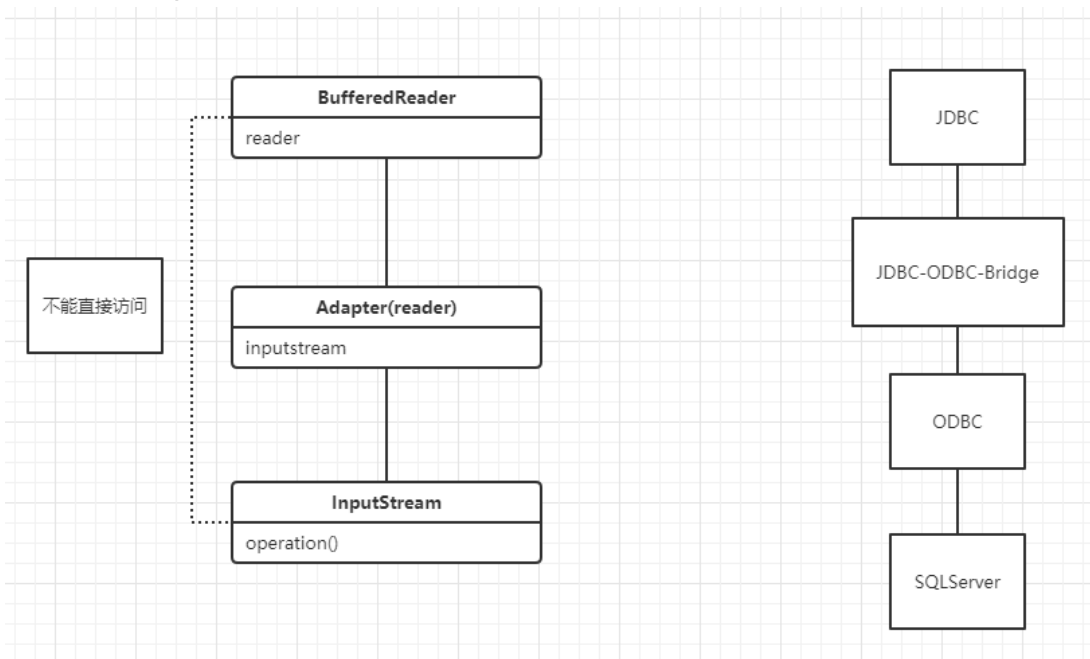 BufferedReader
reader
不能直接访问
Adapter(reader)
inputstream
InputStream
operation()
JDBC
JDBC-ODBC-Bridge
ODBC
SQLServer